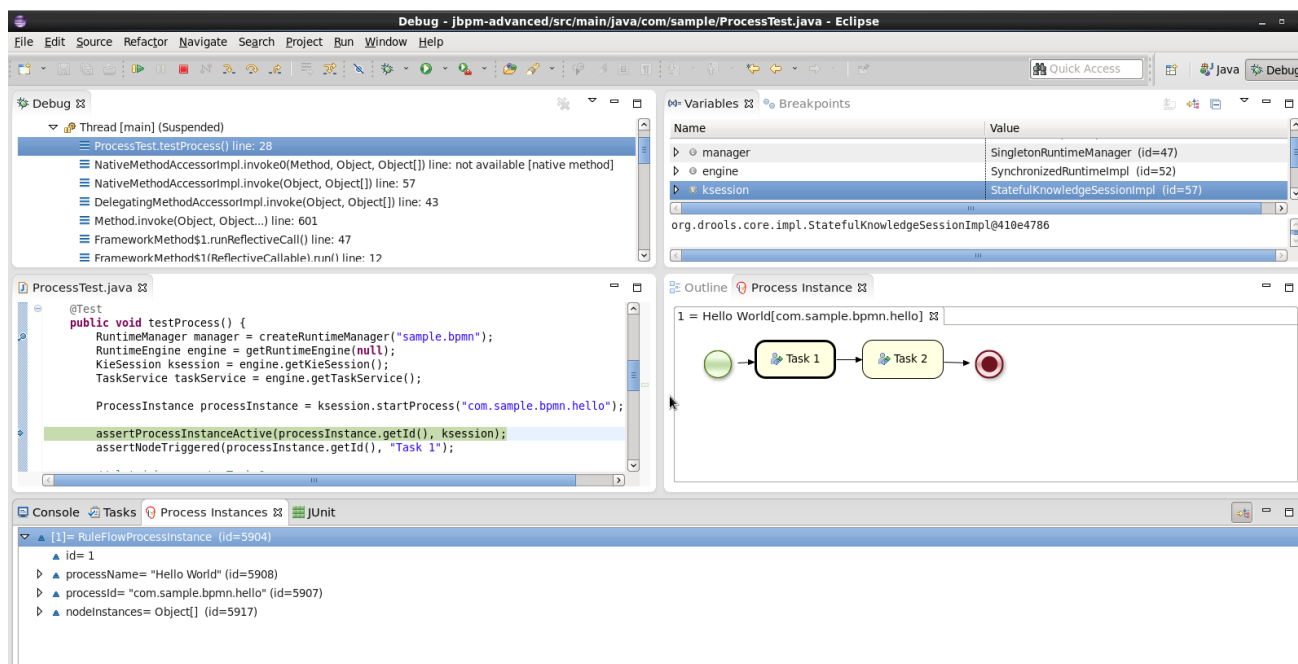 Debug - jbpm-advanced/src/main/java/com/sample/ProcessTest.java - Eclipse
File Edit Source Refactor Navigate Search Project Run Window Help
Quick Access
Java
Debug
Debug
Thread [main] (Suspended)
ProcessTest.testProcess() line: 28
NativeMethodAccessorImpl.invoke0(Method, Object, Object[]) line: not available [native method]
NativeMethodAccessorImpl.invoke(Object, Object[]) line: 57
DelegatingMethodAccessorImpl.invoke(Object, Object[]) line: 43
Method.invoke(Object, Object...) line: 601
FrameworkMethod$1.runReflectiveCall() line: 47
FrameworkMethod$1(ReflectiveCallable).run() line: 12
Variables Breakpoints
Name Value
manager SingletonRuntimeManager (id=47)
engine SynchronizedRuntimeImpl (id=52)
ksession StatefulKnowledgeSessionImpl (id=57)
org.drools.core.impl.StatefulKnowledgeSessionImpl@410e4786
ProcessTest.java
@Test
public void testProcess() {
RuntimeManager manager = createRuntimeManager("sample.bpmn");
RuntimeEngine engine = getRuntimeEngine(null);
KieSession ksession = engine.getKieSession();
TaskService taskService = engine.getTaskService();
ProcessInstance processInstance = ksession.startProcess("com.sample.bpmn.hello");
assertProcessInstanceActive(processInstance.getId(), ksession);
assertNodeTriggered(processInstance.getId(), "Task 1");
Outline Process Instance
1 = Hello World[com.sample.bpmn.hello]
Task 1
Task 2
Console Tasks Process Instances JUnit
[1]= RuleFlowProcessInstance (id=5904)
id= 1
processName= "Hello World" (id=5908)
processId= "com.sample.bpmn.hello" (id=5907)
nodeInstances= Object[] (id=5917)